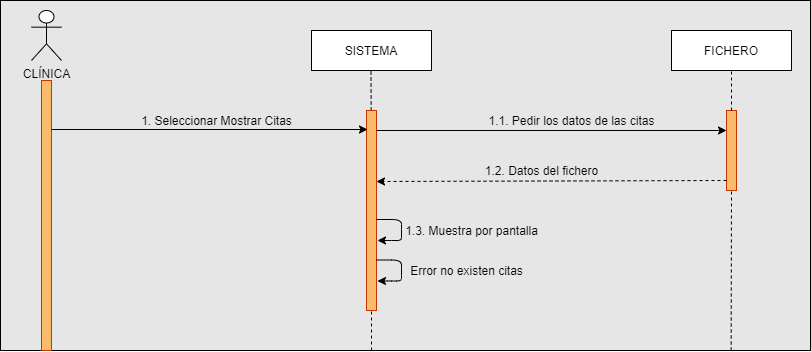 CLÍNICA
SISTEMA
FICHERO
1. Seleccionar Mostrar Citas
1.1. Pedir los datos de las citas
1.2. Datos del fichero
1.3. Muestra por pantalla
Error no existen citas